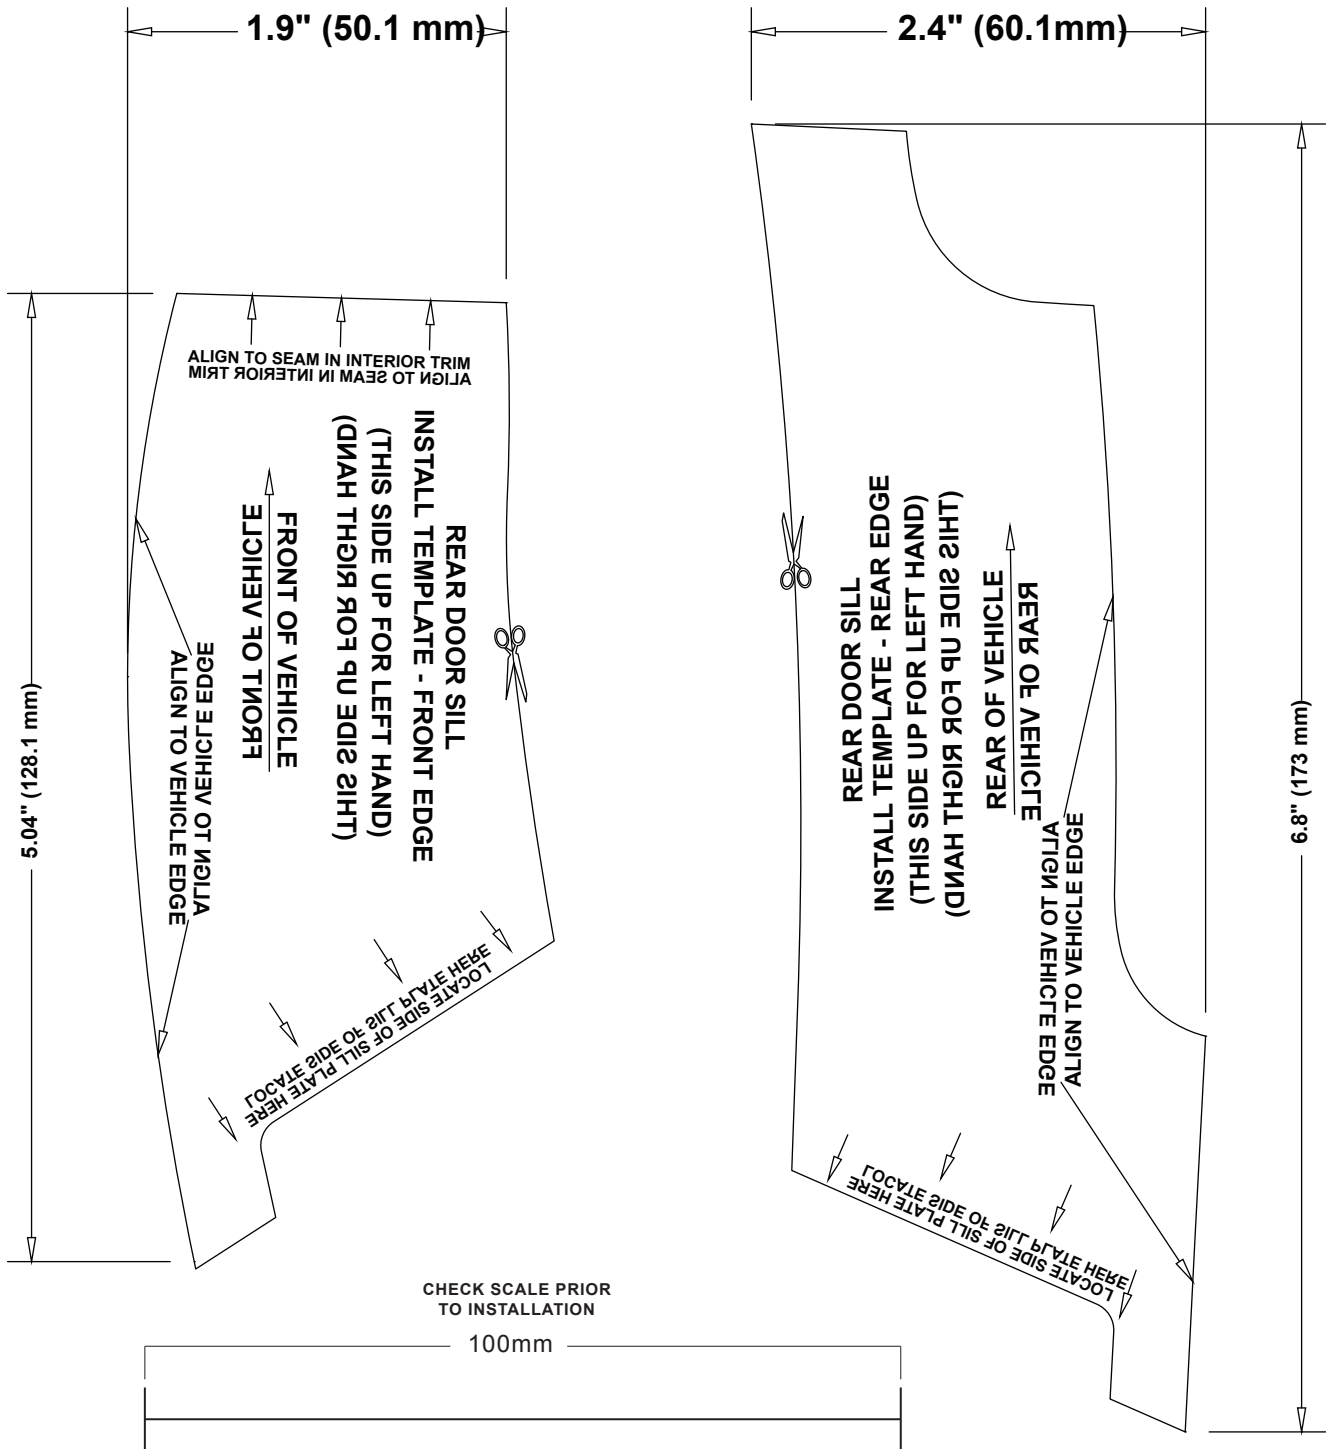 1.9" (50.1 mm)
2.4" (60.1mm)
5.04" (128.1 mm)
6.8" (173 mm)
ALIGN TO SEAM IN INTERIOR TRIM
ALIGN TO SEAM IN INTERIOR TRIM
REAR DOOR SILL
INSTALL TEMPLATE - FRONT EDGE
(THIS SIDE UP FOR LEFT HAND)
(THIS SIDE UP FOR RIGHT HAND)
FRONT OF VEHICLE
FRONT OF VEHICLE
ALIGN TO VEHICLE EDGE
ALIGN TO VEHICLE EDGE
LOCATE SIDE OF SILL PLATE HERE
LOCATE SIDE OF SILL PLATE HERE
REAR DOOR SILL
INSTALL TEMPLATE - REAR EDGE
(THIS SIDE UP FOR LEFT HAND)
(THIS SIDE UP FOR RIGHT HAND)
REAR OF VEHICLE
REAR OF VEHICLE
ALIGN TO VEHICLE EDGE
ALIGN TO VEHICLE EDGE
LOCATE SIDE OF SILL PLATE HERE
LOCATE SIDE OF SILL PLATE HERE
CHECK SCALE PRIOR
TO INSTALLATION
100mm